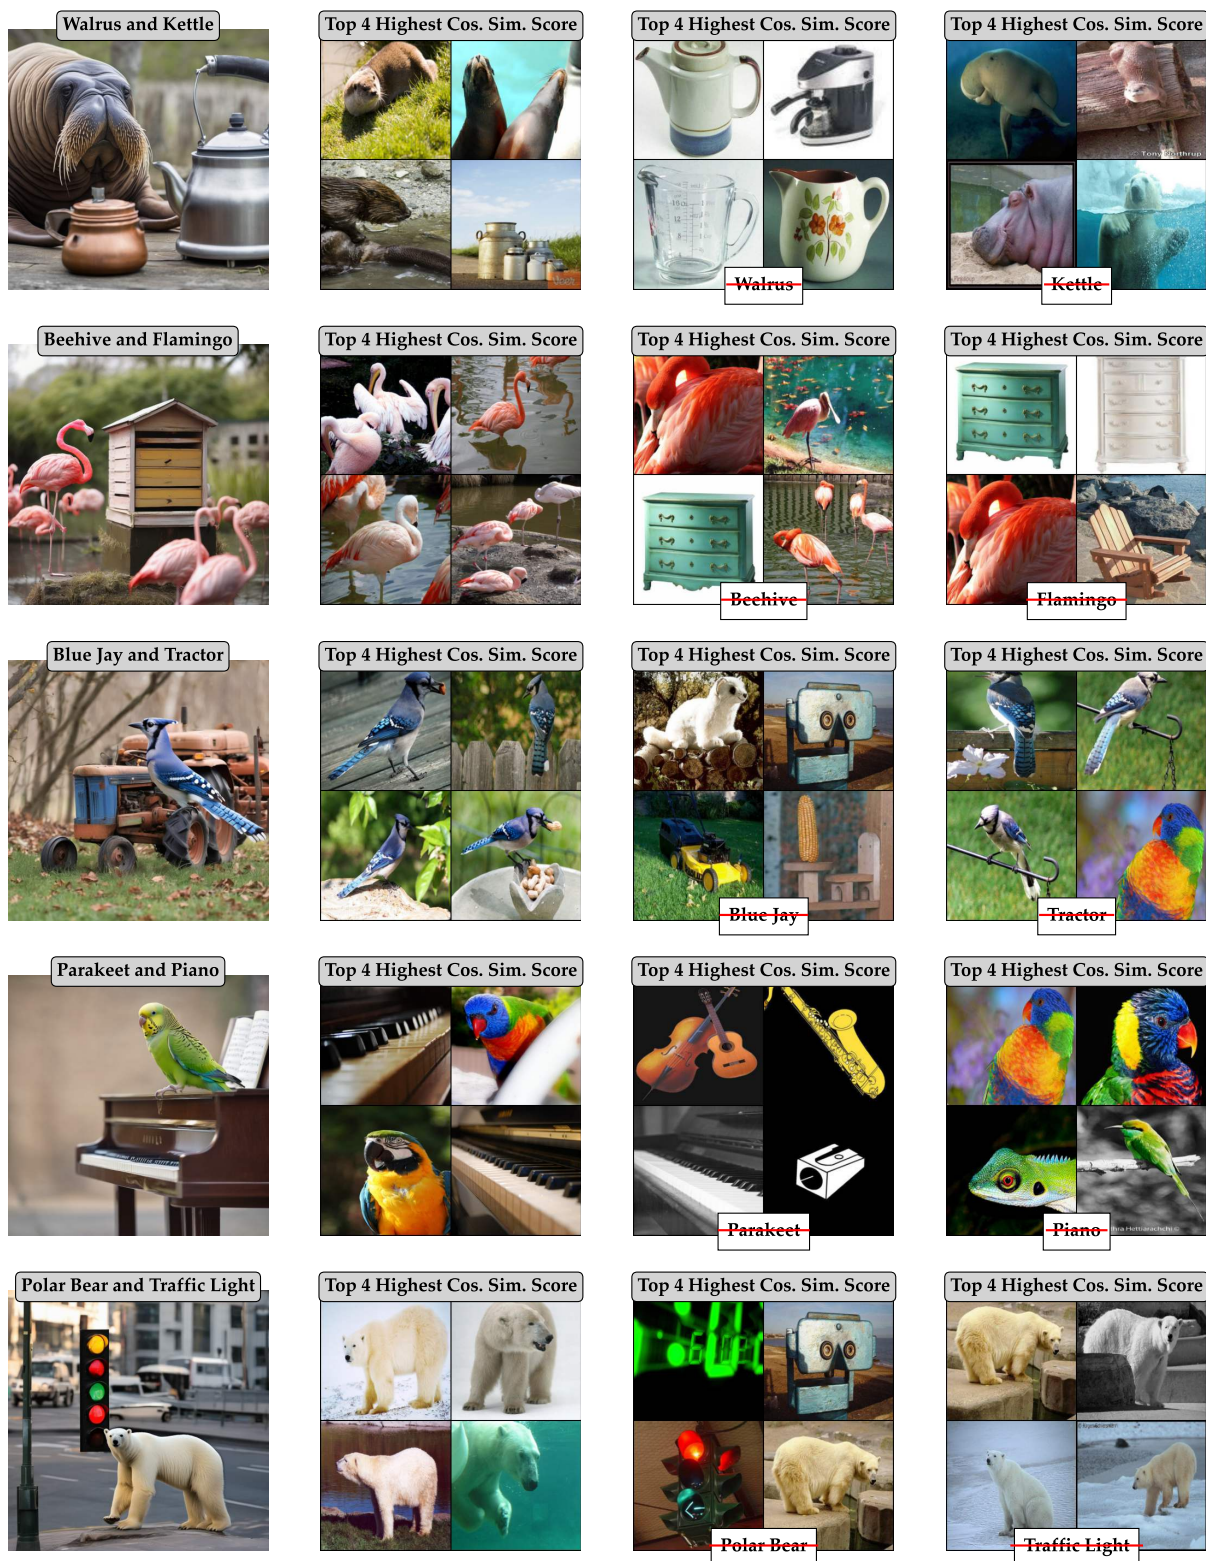 Walrus and Kettle
Top 4 Highest Cos. Sim. Score
Top 4 Highest Cos. Sim. Score
Top 4 Highest Cos. Sim. Score
Tony Northrup
Walrus
Kettle
Beehive and Flamingo
Top 4 Highest Cos. Sim. Score
Top 4 Highest Cos. Sim. Score
Top 4 Highest Cos. Sim. Score
Beehive
Flamingo
Blue Jay and Tractor
Top 4 Highest Cos. Sim. Score
Top 4 Highest Cos. Sim. Score
Top 4 Highest Cos. Sim. Score
Blue Jay
Tractor
Parakeet and Piano
Top 4 Highest Cos. Sim. Score
Top 4 Highest Cos. Sim. Score
Top 4 Highest Cos. Sim. Score
Parakeet
Piano
Polar Bear and Traffic Light
Top 4 Highest Cos. Sim. Score
Top 4 Highest Cos. Sim. Score
Top 4 Highest Cos. Sim. Score
Polar Bear
Traffic Light